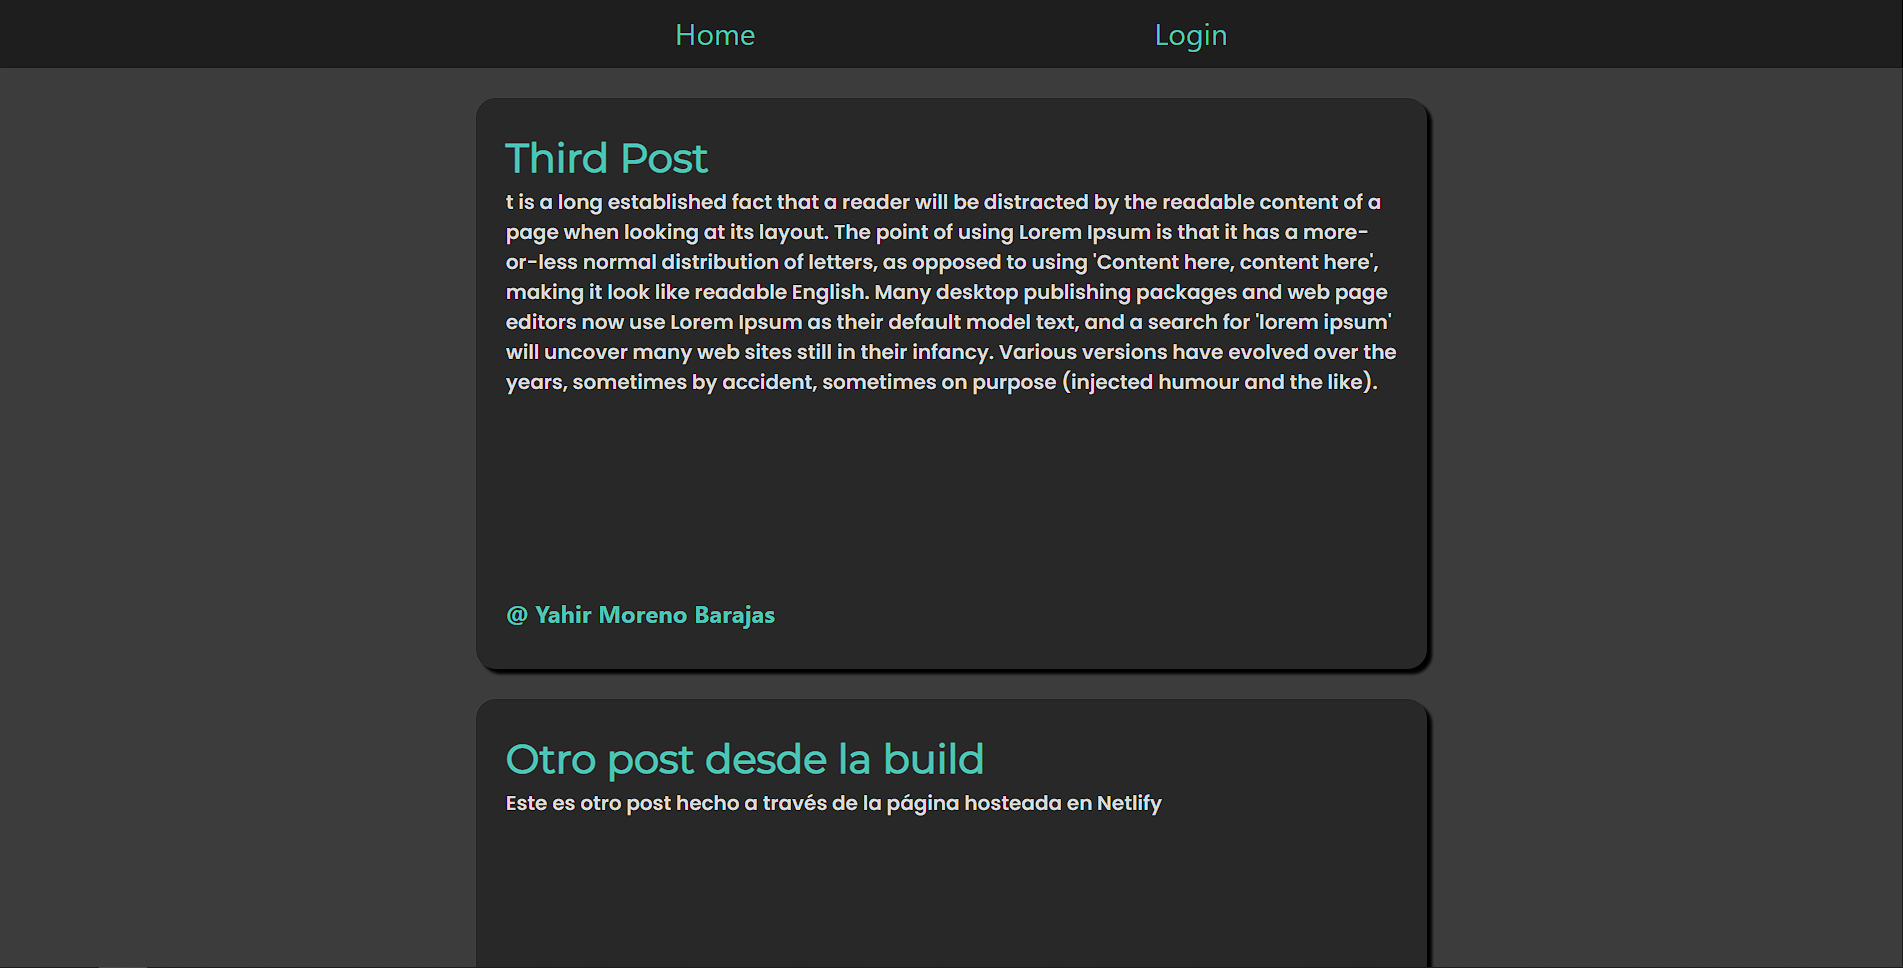 Home
Login
Third Post
t is a long established fact that a reader will be distracted by the readable content of a
page when looking at its layout. The point of using Lorem Ipsum is that it has a more-
or-less normal distribution of letters, as opposed to using 'Content here, content here',
making it look like readable English. Many desktop publishing packages and web page
editors now use Lorem Ipsum as their default model text, and a search for 'lorem ipsum'
will uncover many web sites still in their infancy. Various versions have evolved over the
years, sometimes by accident, sometimes on purpose (injected humour and the like).
@ Yahir Moreno Barajas
Otro post desde la build
Este es otro post hecho a través de la página hosteada en Netlify